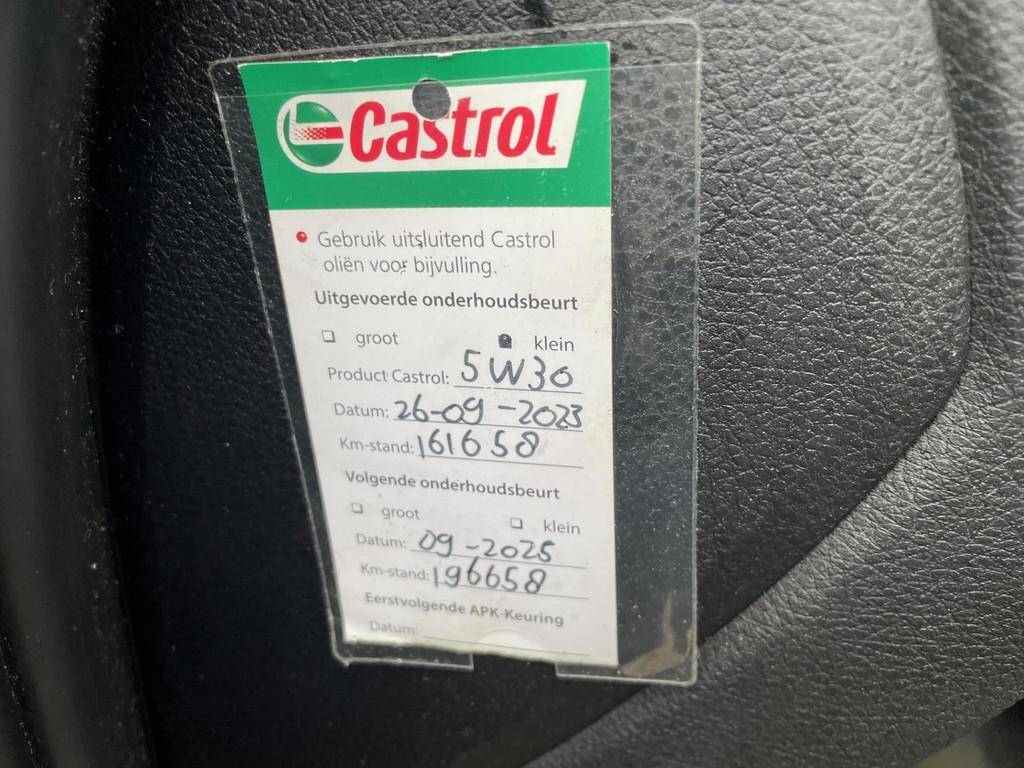 Castrol
Gebruik uitsluitend Castrol
oliën voor bijvulling.
Uitgevoerde onderhoudsbeurt
groot klein
Product Castrol: 5W30
Datum: 26-09-2023
Km-stand: 161658
Volgende onderhoudsbeurt
groot klein
Datum: 09-2025
Km-stand: 196658
Eerstvolgende APK-Keuring
Datum: